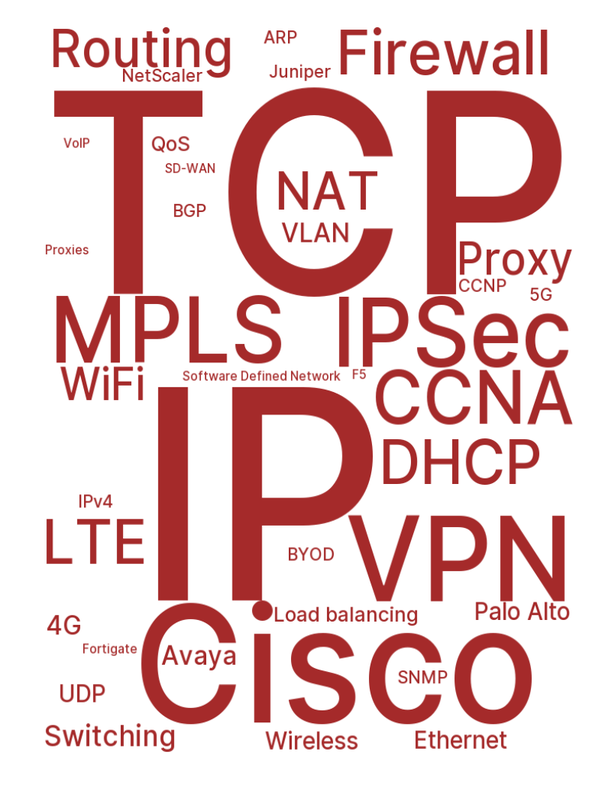 Routing
ARP
Firewall
NetScaler
Juniper
TCP
VoIP
QoS
SD-WAN
NAT
BGP
VLAN
Proxies
Proxy
CCNP
5G
MPLS
IPSec
WiFi
Software Defined Network
F5
CCNA
IP
DHCP
IPv4
LTE
BYOD
VPN
Load balancing
Palo Alto
4G
Cisco
Fortigate
Avaya
SNMP
UDP
Switching
Wireless
Ethernet